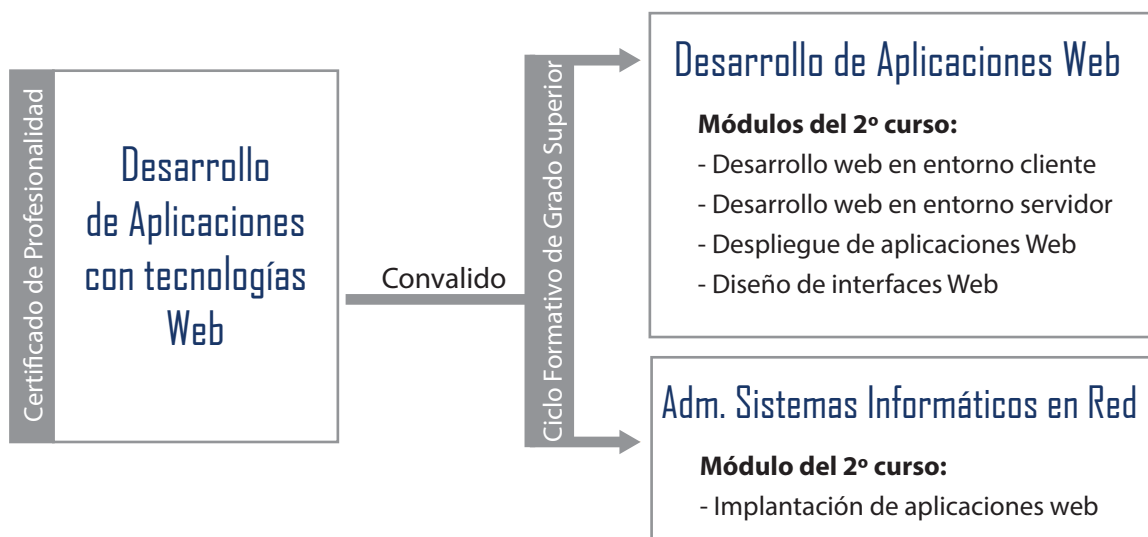 Certificado de Profesionalidad
Desarrollo
de Aplicaciones
con tecnologías
Web
Convalido
Ciclo Formativo de Grado Superior
Desarrollo de Aplicaciones Web
Módulos del 2º curso:
- Desarrollo web en entorno cliente
- Desarrollo web en entorno servidor
- Despliegue de aplicaciones Web
- Diseño de interfaces Web
Adm. Sistemas Informáticos en Red
Módulo del 2º curso:
- Implantación de aplicaciones web